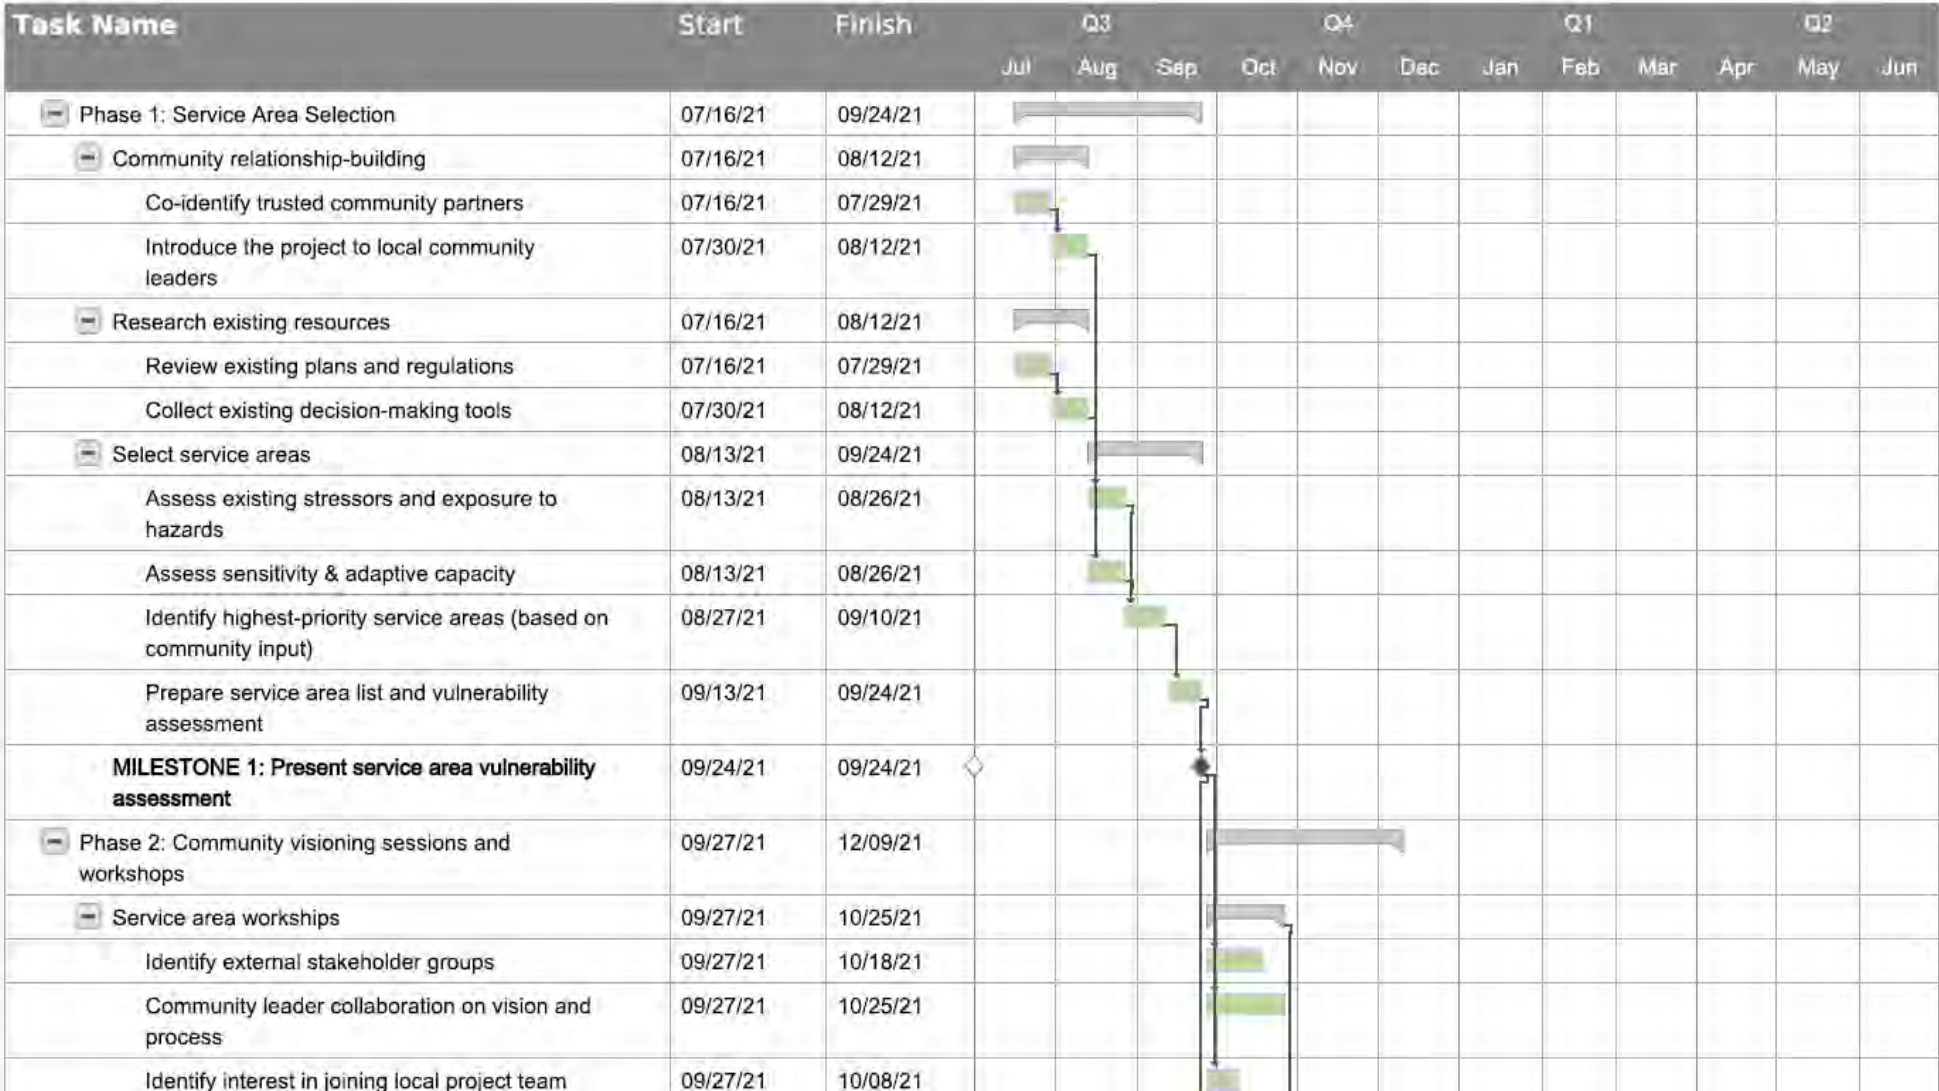 Task Name Start Finish Q3 Q4 Q1 Q2
Jul Aug Sep Oct Nov Dec Jan Feb Mar Apr May Jun
Phase 1: Service Area Selection 07/16/21 09/24/21
Community relationship-building 07/16/21 08/12/21
Co-identify trusted community partners 07/16/21 07/29/21
Introduce the project to local community 07/30/21 08/12/21
leaders
Research existing resources 07/16/21 08/12/21
Review existing plans and regulations 07/16/21 07/29/21
Collect existing decision-making tools 07/30/21 08/12/21
Select service areas 08/13/21 09/24/21
Assess existing stressors and exposure to 08/13/21 08/26/21
hazards
Assess sensitivity & adaptive capacity 08/13/21 08/26/21
Identify highest-priority service areas (based on 08/27/21 09/10/21
community input)
Prepare service area list and vulnerability 09/13/21 09/24/21
assessment
MILESTONE 1: Present service area vulnerability 09/24/21 09/24/21
assessment
Phase 2: Community visioning sessions and 09/27/21 12/09/21
workshops
Service area workships 09/27/21 10/25/21
Identify external stakeholder groups 09/27/21 10/18/21
Community leader collaboration on vision and 09/27/21 10/25/21
process
Identify interest in joining local project team 09/27/21 10/08/21